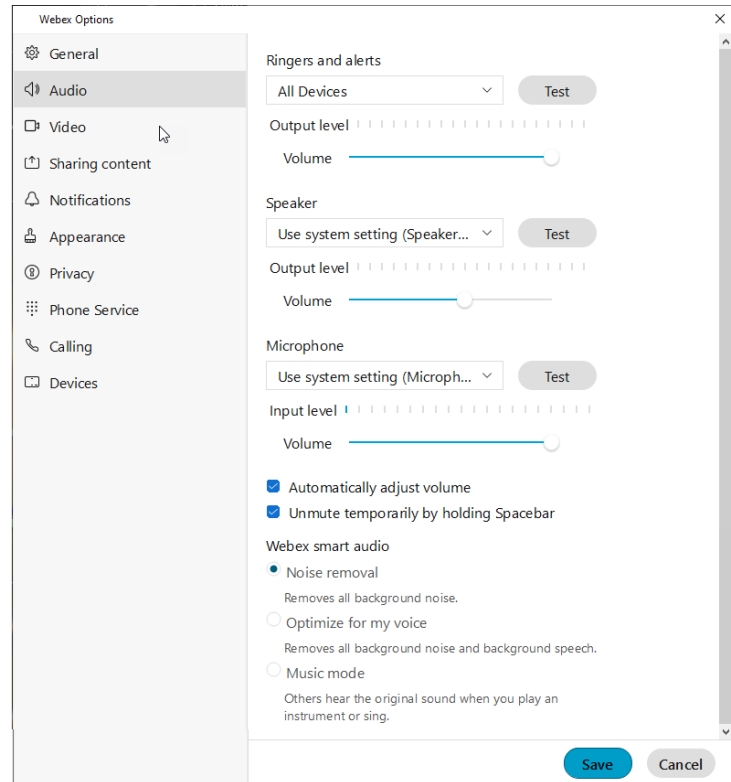 Webex Options
General
Audio
Video
Sharing content
Notifications
Appearance
Privacy
Phone Service
Calling
Devices
Ringers and alerts
All Devices
Test
Output level
Volume
Speaker
Use system setting (Speaker...
Test
Output level
Volume
Microphone
Use system setting (Microph...
Test
Input level
Volume
Automatically adjust volume
Unmute temporarily by holding Spacebar
Webex smart audio
Noise removal
Removes all background noise.
Optimize for my voice
Removes all background noise and background speech.
Music mode
Others hear the original sound when you play an
instrument or sing.
Save
Cancel